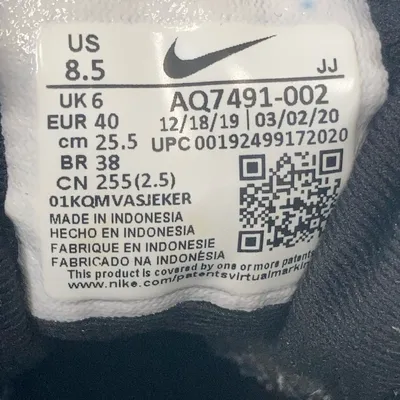 US
8.5
JJ
UK 6
AQ7491-002
EUR 40
12/18/19 | 03/02/20
cm 25.5
UPC 00192499172020
BR 38
CN 255(2.5)
01KQMVASJEKER
MADE IN INDONESIA
HECHO EN INDONESIA
FABRIQUE EN INDONESIE
FABRICADO NA INDONÉSIA
This product is covered by one or more patents
www.nike.com/patentsvirtualmarkin